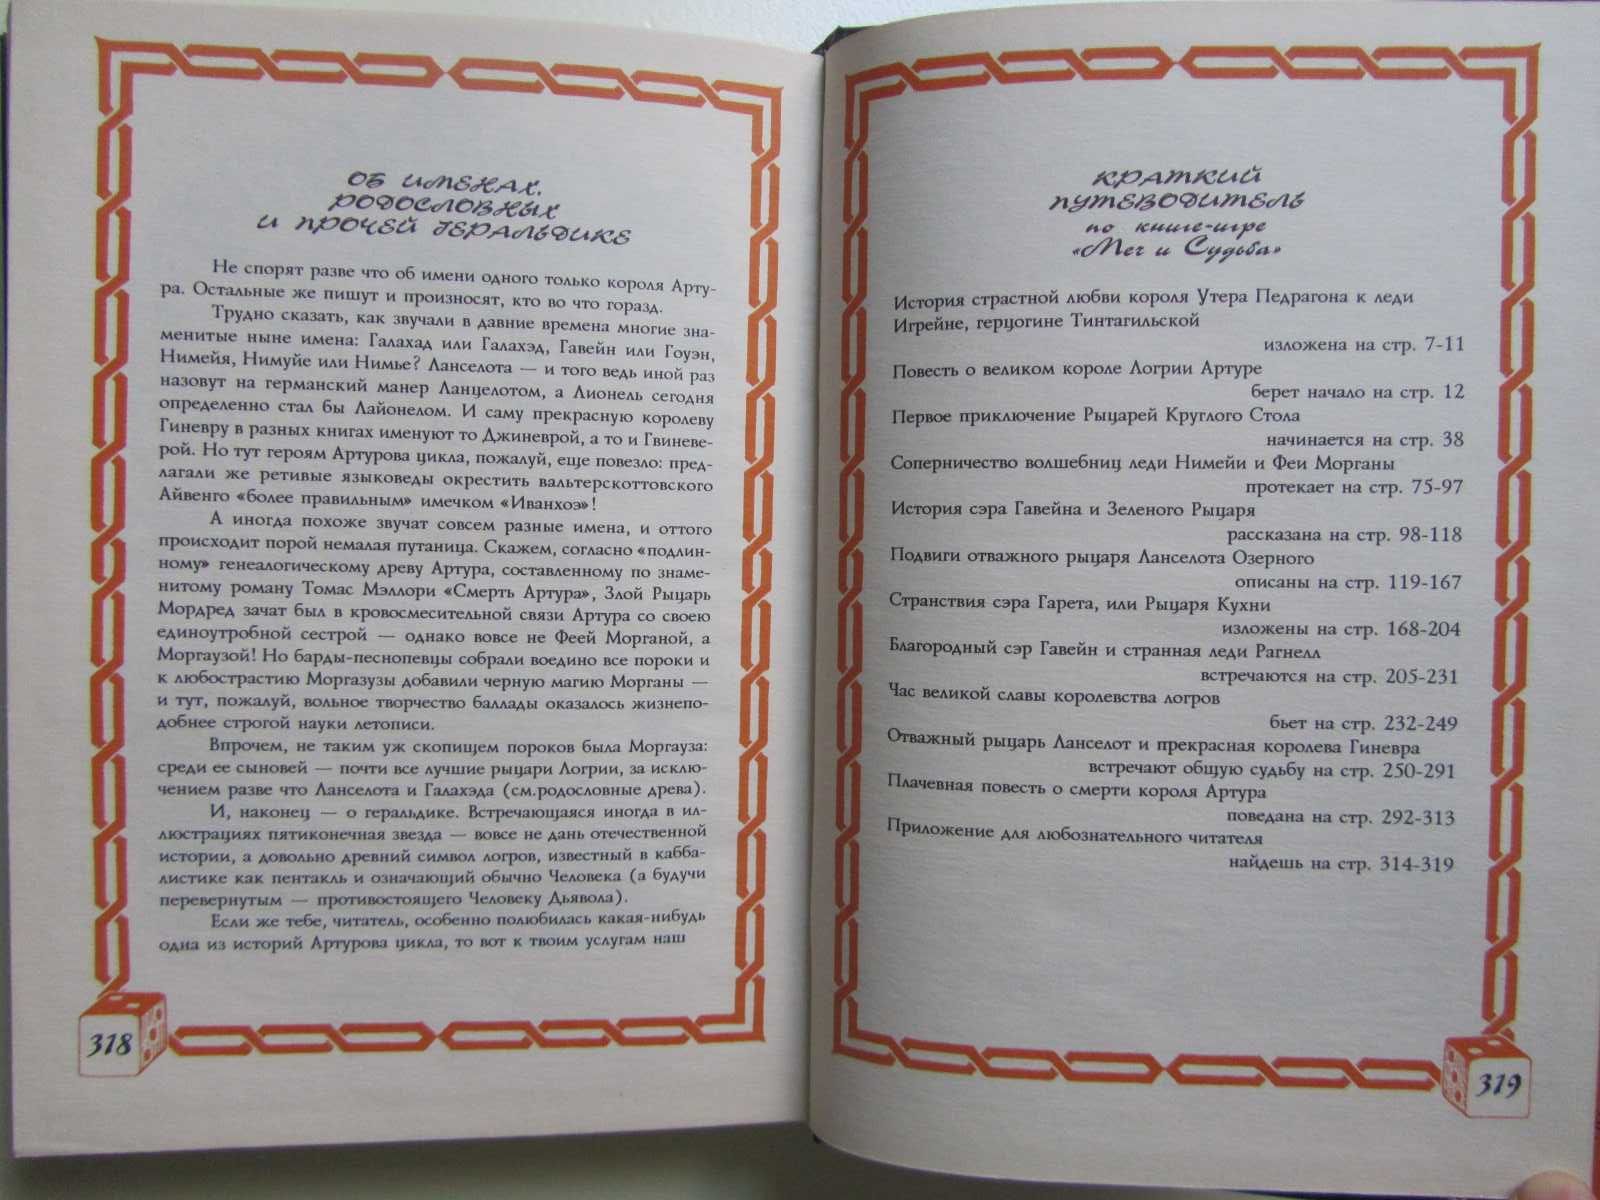 ОБ ИМЕНАХ,
РОДОСЛОВНЫХ
И ПРОЧЕЙ ГЕРАЛЬДИКЕ
Не спорят разве что об имени одного только короля Арту-
ра. Остальные же пишут и произносят, кто во что горазд.
Трудно сказать, как звучали в давние времена многие зна-
менитые ныне имена: Галахад или Галахэд, Гавейн или Гоуэн,
Нимейя, Нимуйе или Нимье? Ланселота — и того ведь иной раз
назовут на германский манер Ланцелотом, а Лионель сегодня
определенно стал бы Лайонелом. И саму прекрасную королеву
Гиневру в разных книгах именуют то Джиневрой, а то и Гвиневе-
рой. Но тут героям Артурова цикла, пожалуй, еще повезло: пред-
лагали же ретивые языковеды окрестить вальтерскоттовского
Айвенго «более правильным» имечком «Иванхоэ»!
А иногда похоже звучат совсем разные имена, и оттого
происходит порой немалая путаница. Скажем, согласно «подлин-
ному» генеалогическому древу Артура, составленному по знаме-
нитому роману Томас Мэллори «Смерть Артура», Злой Рыцарь
Мордред зачат был в кровосмесительной связи Артура со своею
единоутробной сестрой — однако вовсе не Феей Морганой, а
Моргаузой! Но барды-песнопевцы собрали воедино все пороки и
к любострастию Моргазузы добавили черную магию Морганы —
и тут, пожалуй, вольное творчество баллады оказалось жизнепо-
добнее строгой науки летописи.
Впрочем, не таким уж скопищем пороков была Моргауза:
среди ее сыновей — почти все лучшие рыцари Логрии, за исклю-
чением разве что Ланселота и Галахэда (см.родословные древа).
И, наконец — о геральдике. Встречающаяся иногда в ил-
люстрациях пятиконечная звезда — вовсе не дань отечественной
истории, а довольно древний символ логров, известный в кабба-
листике как пентакль и означающий обычно Человека (а будучи
перевернутым — противостоящего Человеку Дьявола).
Если же тебе, читатель, особенно полюбилась какая-нибудь
одна из историй Артурова цикла, то вот к твоим услугам наш
318
КРАТКИЙ
ПУТЕВОДИТЕЛЬ
по книге-игре
«Меч и Судьба»
История страстной любви короля Утера Педрагона к леди
Игрейне, герцогине Тинтагильской
изложена на стр. 7-11
Повесть о великом короле Логрии Артуре
берет начало на стр. 12
Первое приключение Рыцарей Круглого Стола
начинается на стр. 38
Соперничество волшебниц леди Нимейи и Феи Морганы
протекает на стр. 75-97
История сэра Гавейна и Зеленого Рыцаря
рассказана на стр. 98-118
Подвиги отважного рыцаря Ланселота Озерного
описаны на стр. 119-167
Странствия сэра Гарета, или Рыцаря Кухни
изложены на стр. 168-204
Благородный сэр Гавейн и странная леди Рагнелл
встречаются на стр. 205-231
Час великой славы королевства логров
бьет на стр. 232-249
Отважный рыцарь Ланселот и прекрасная королева Гиневра
встречают общую судьбу на стр. 250-291
Плачевная повесть о смерти короля Артура
поведана на стр. 292-313
Приложение для любознательного читателя
найдешь на стр. 314-319
319